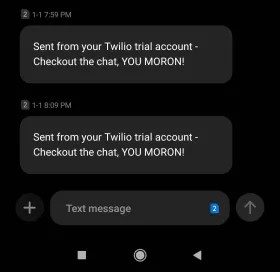 2 1-1 7:59 PM
Sent from your Twilio trial account -
Checkout the chat, YOU MORON!
2 1-1 8:09 PM
Sent from your Twilio trial account -
Checkout the chat, YOU MORON!
Text message 2